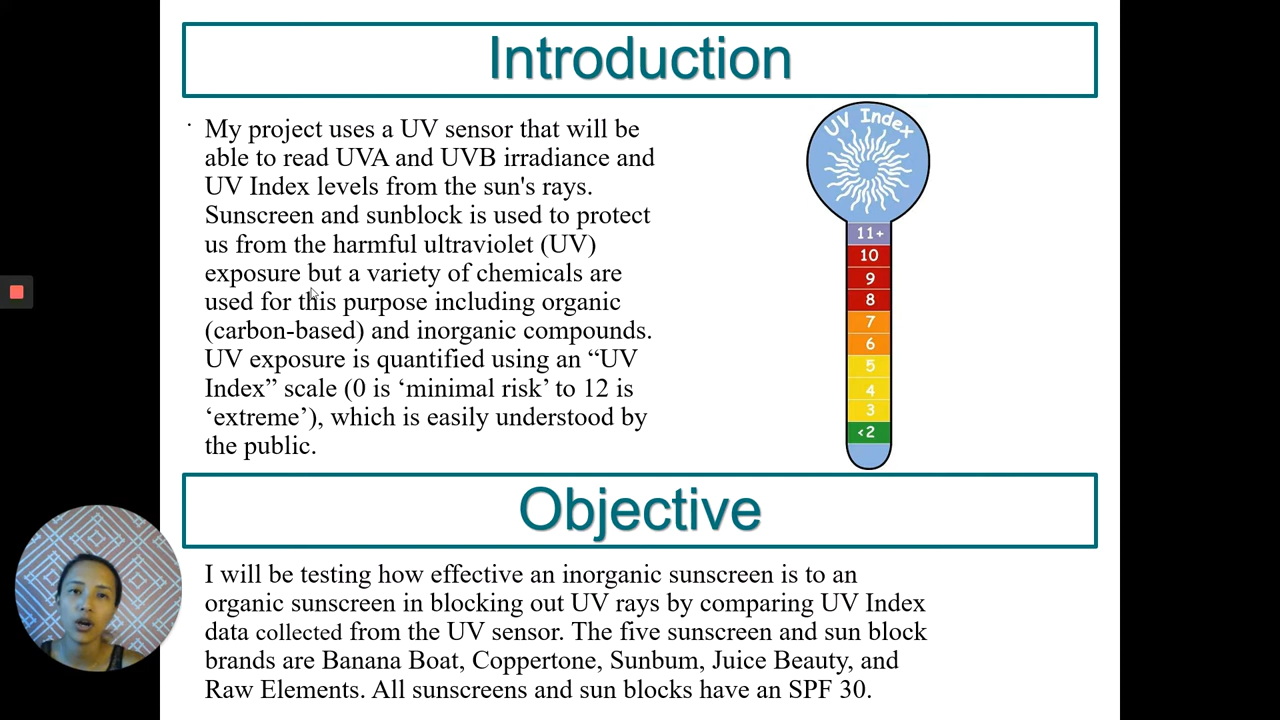 Introduction
My project uses a UV sensor that will be
able to read UVA and UVB irradiance and
UV Index levels from the sun's rays.
Sunscreen and sunblock is used to protect
us from the harmful ultraviolet (UV)
exposure but a variety of chemicals are
used for this purpose including organic
(carbon-based) and inorganic compounds.
UV exposure is quantified using an “UV
Index” scale (0 is ‘minimal risk’ to 12 is
‘extreme’), which is easily understood by
the public.
UV Index
11+
10
9
8
7
6
5
4
3
<2
Objective
I will be testing how effective an inorganic sunscreen is to an
organic sunscreen in blocking out UV rays by comparing UV Index
data collected from the UV sensor. The five sunscreen and sun block
brands are Banana Boat, Coppertone, Sunbum, Juice Beauty, and
Raw Elements. All sunscreens and sun blocks have an SPF 30.